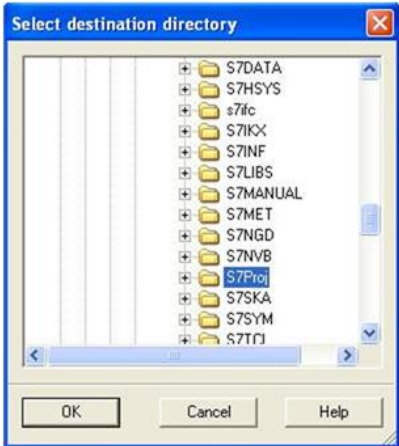 Select destination directory
S7DATA
S7HSYS
s7ifc
S7IKX
S7INF
S7LIBS
S7MANUAL
S7MET
S7NGD
S7NVB
S7Proj
S7SKA
S7SYM
S7TCI
OK
Cancel
Help